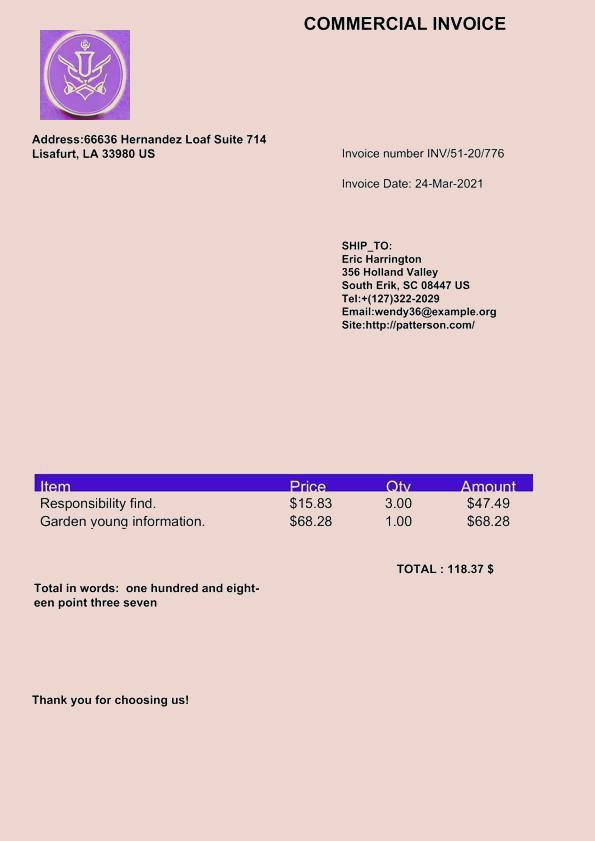 COMMERCIAL INVOICE
Address:66636 Hernandez Loaf Suite 714
Lisafurt, LA 33980 US
Invoice number INV/51-20/776
Invoice Date: 24-Mar-2021
SHIP_TO:
Eric Harrington
356 Holland Valley
South Erik, SC 08447 US
Tel:+(127)322-2029
Email:wendy36@example.org
Site:http://patterson.com/
Item Price Qty Amount
Responsibility find. $15.83 3.00 $47.49
Garden young information. $68.28 1.00 $68.28
TOTAL : 118.37 $
Total in words: one hundred and eight-
een point three seven
Thank you for choosing us!